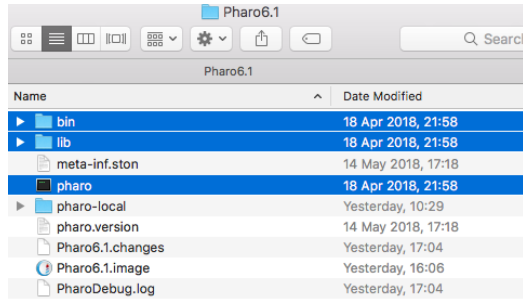 Pharo6.1
Search
Pharo6.1
Name Date Modified
bin 18 Apr 2018, 21:58
lib 18 Apr 2018, 21:58
meta-inf.ston 14 May 2018, 17:18
pharo 18 Apr 2018, 21:58
pharo-local Yesterday, 10:29
pharo.version 14 May 2018, 17:18
Pharo6.1.changes Yesterday, 17:04
Pharo6.1.image Yesterday, 16:06
PharoDebug.log Yesterday, 17:04